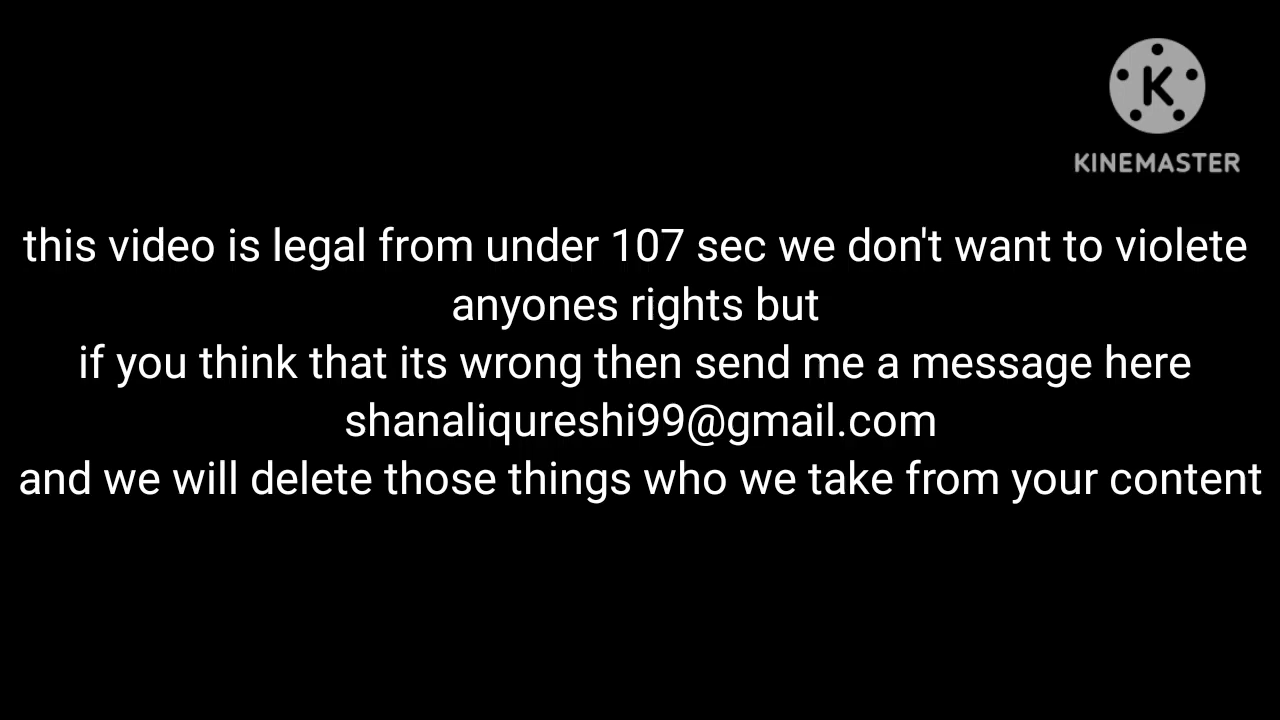 K
KINEMASTER
this video is legal from under 107 sec we don't want to violete
anyones rights but
if you think that its wrong then send me a message here
shanaliqureshi99@gmail.com
and we will delete those things who we take from your content